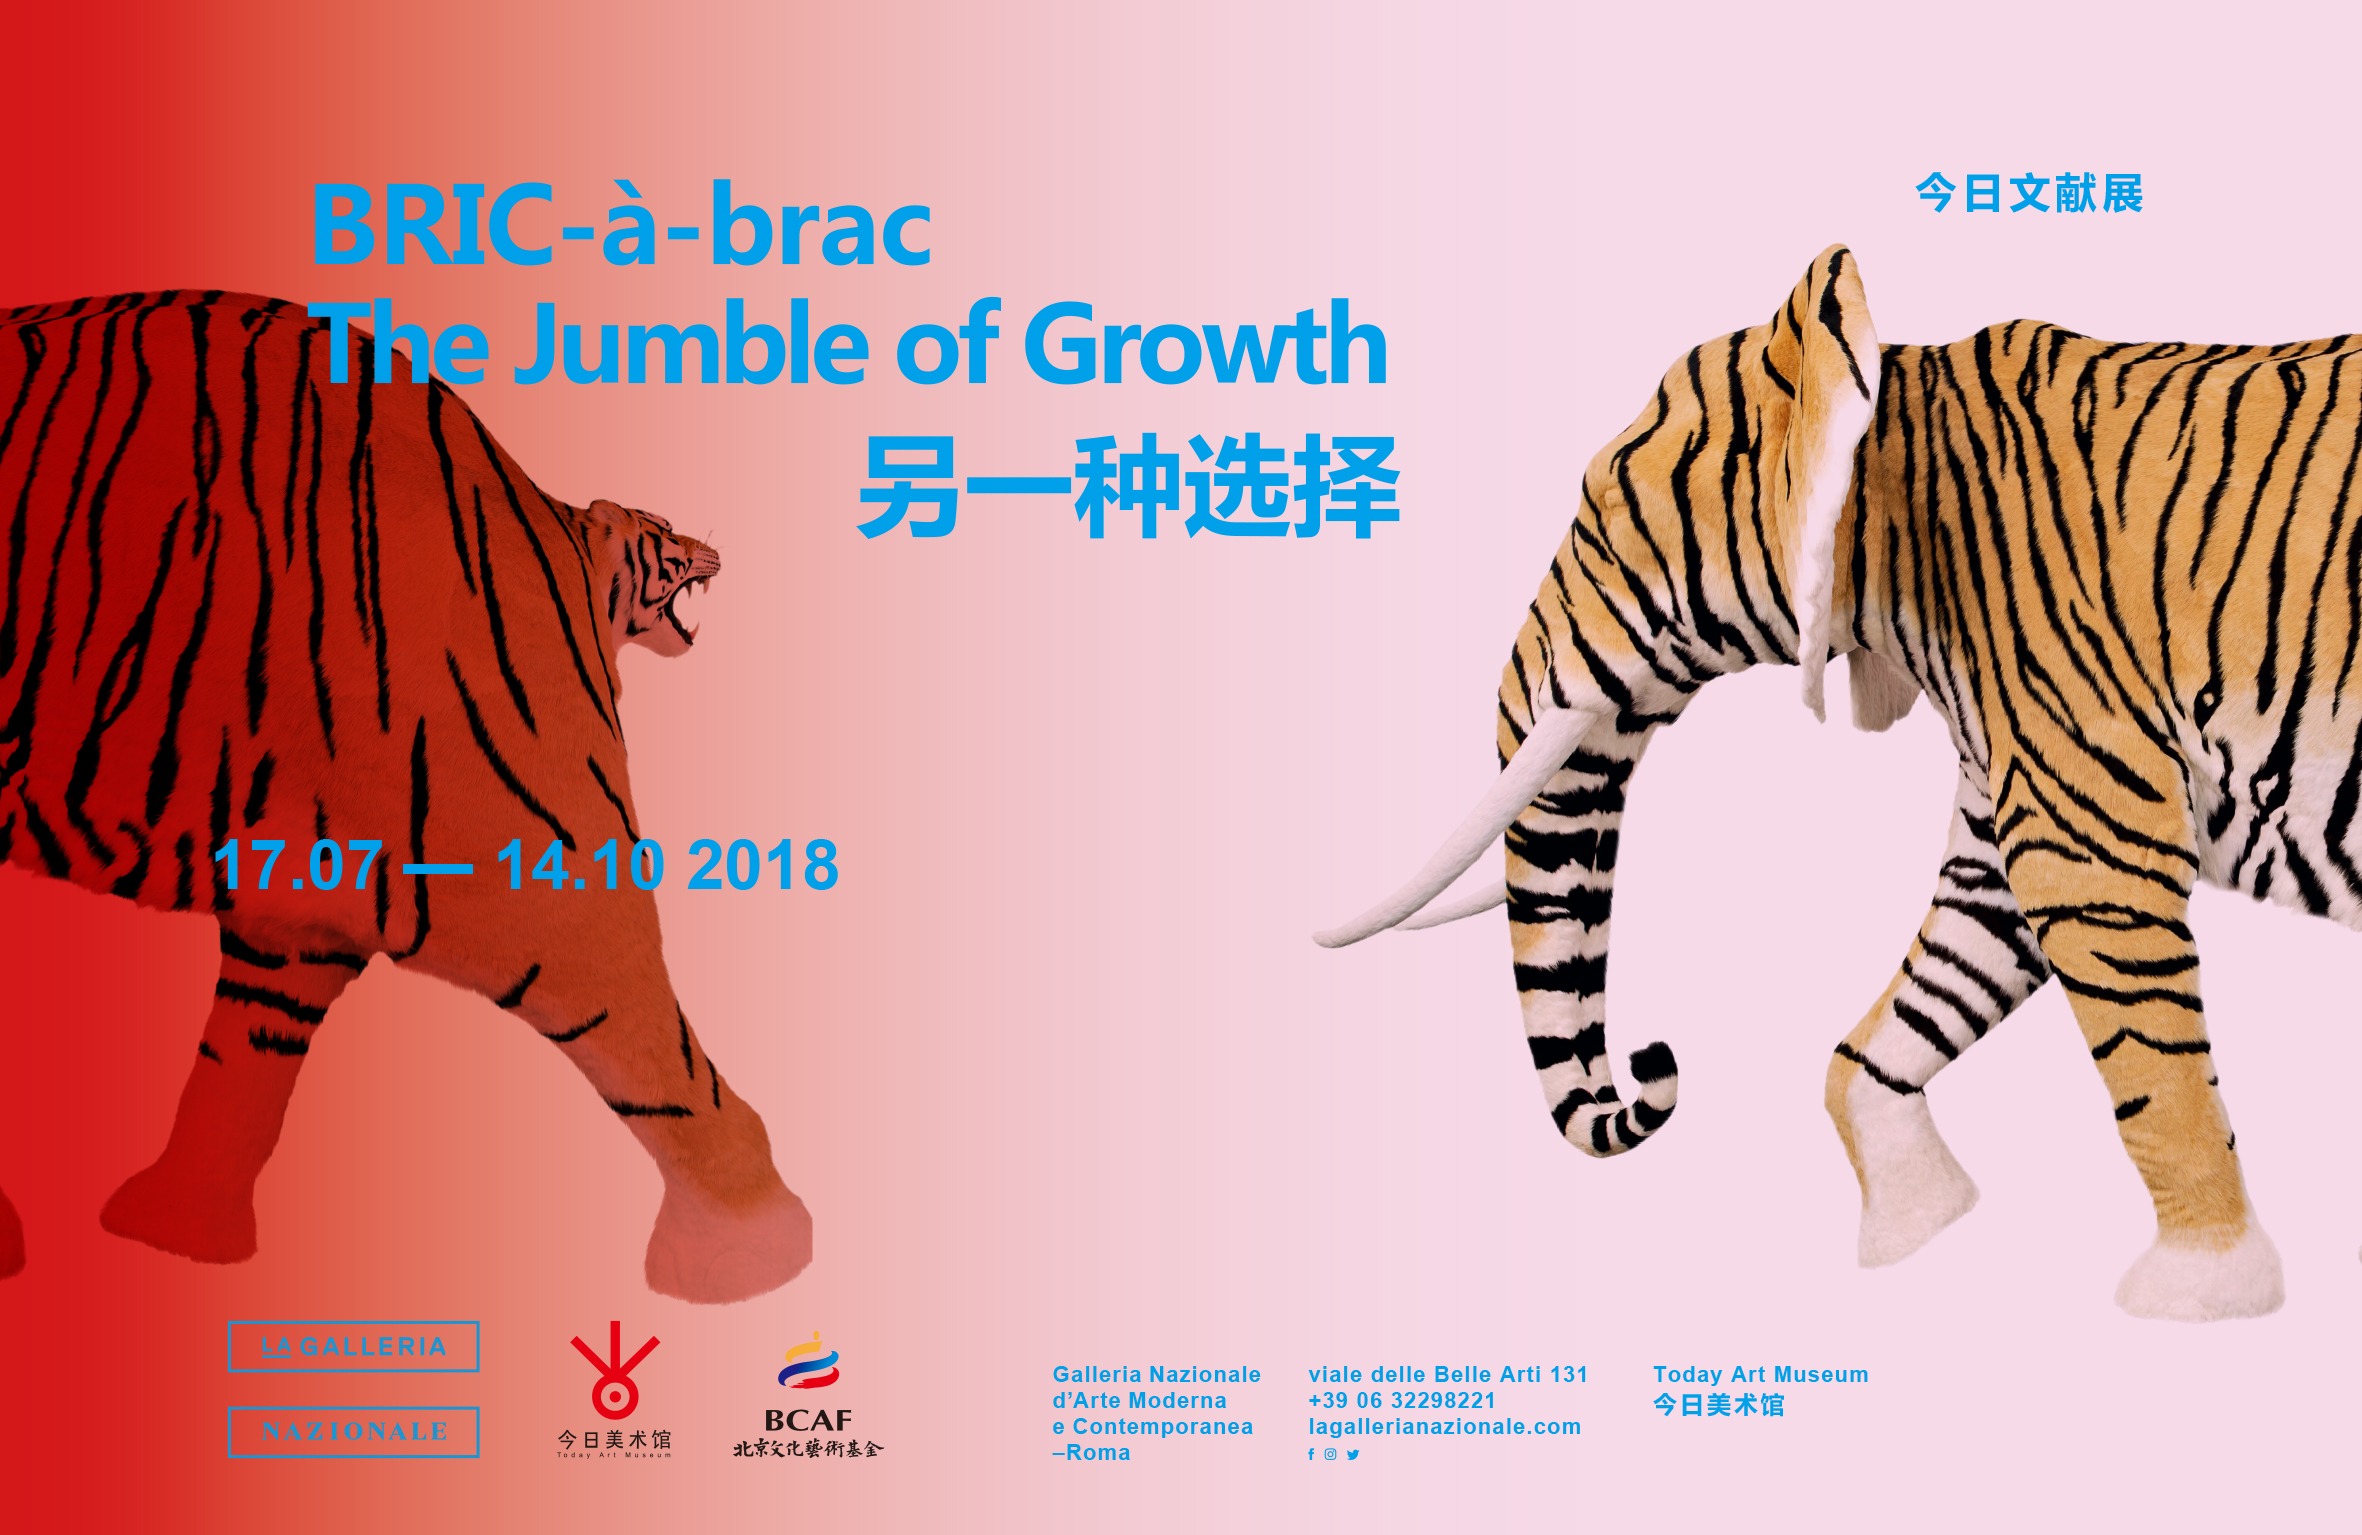 BRIC-à-brac
The Jumble of Growth
另一种选择
今日文献展
17.07 — 14.10 2018
LA GALLERIA
NAZIONALE
今日美术馆
Today Art Museum
BCAF
北京文化藝術基金
Galleria Nazionale
d’Arte Moderna
e Contemporanea
–Roma
viale delle Belle Arti 131
+39 06 32298221
lagallerianazionale.com
Today Art Museum
今日美术馆